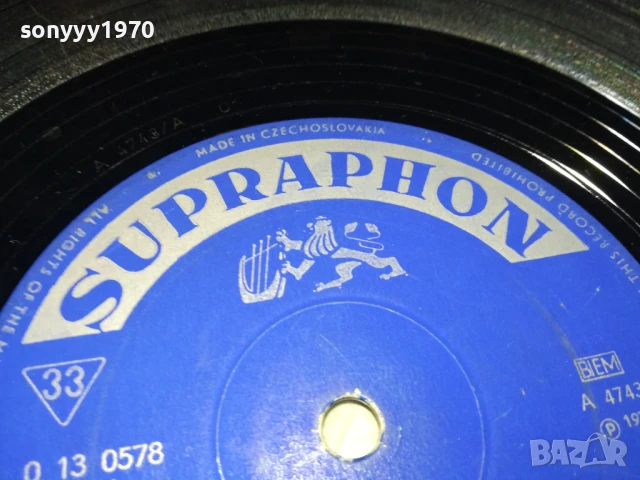 sonyyy1970
A 4743/A
MADE IN CZECHOSLOVAKIA
ALL RIGHTS OF THE
THIS RECORD PROHIBITED
SUPRAPHON
33
BIEM
A 4743
℗ 19
0 13 0578
BAZAR